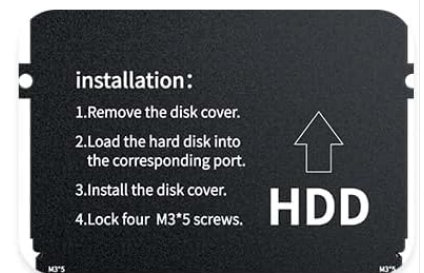 installation:
1.Remove the disk cover.
2.Load the hard disk into
the corresponding port.
3.Install the disk cover.
4.Lock four M3*5 screws.
HDD
M3*5
M3*5